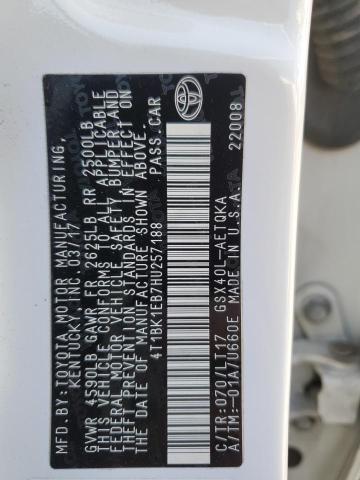 MFD.BY:TOYOTA MOTOR MANUFACTURING,
KENTUCKY, INC. 03/17
GVWR 4590LB GAWR FR 2625LB RR 2500LB
THIS VEHICLE CONFORMS TO ALL APPLICABLE
FEDERAL MOTOR VEHICLE SAFETY, BUMPER, AND
THEFT PREVENTION STANDARDS IN EFFECT ON
THE DATE OF MANUFACTURE SHOWN ABOVE.
4T1BK1EB7HU257188 PASS.CAR
C/TR:070/LT17 GSX40L-AETQKA
A/TM:-01A/U660E MADE IN U.S.A.
22008